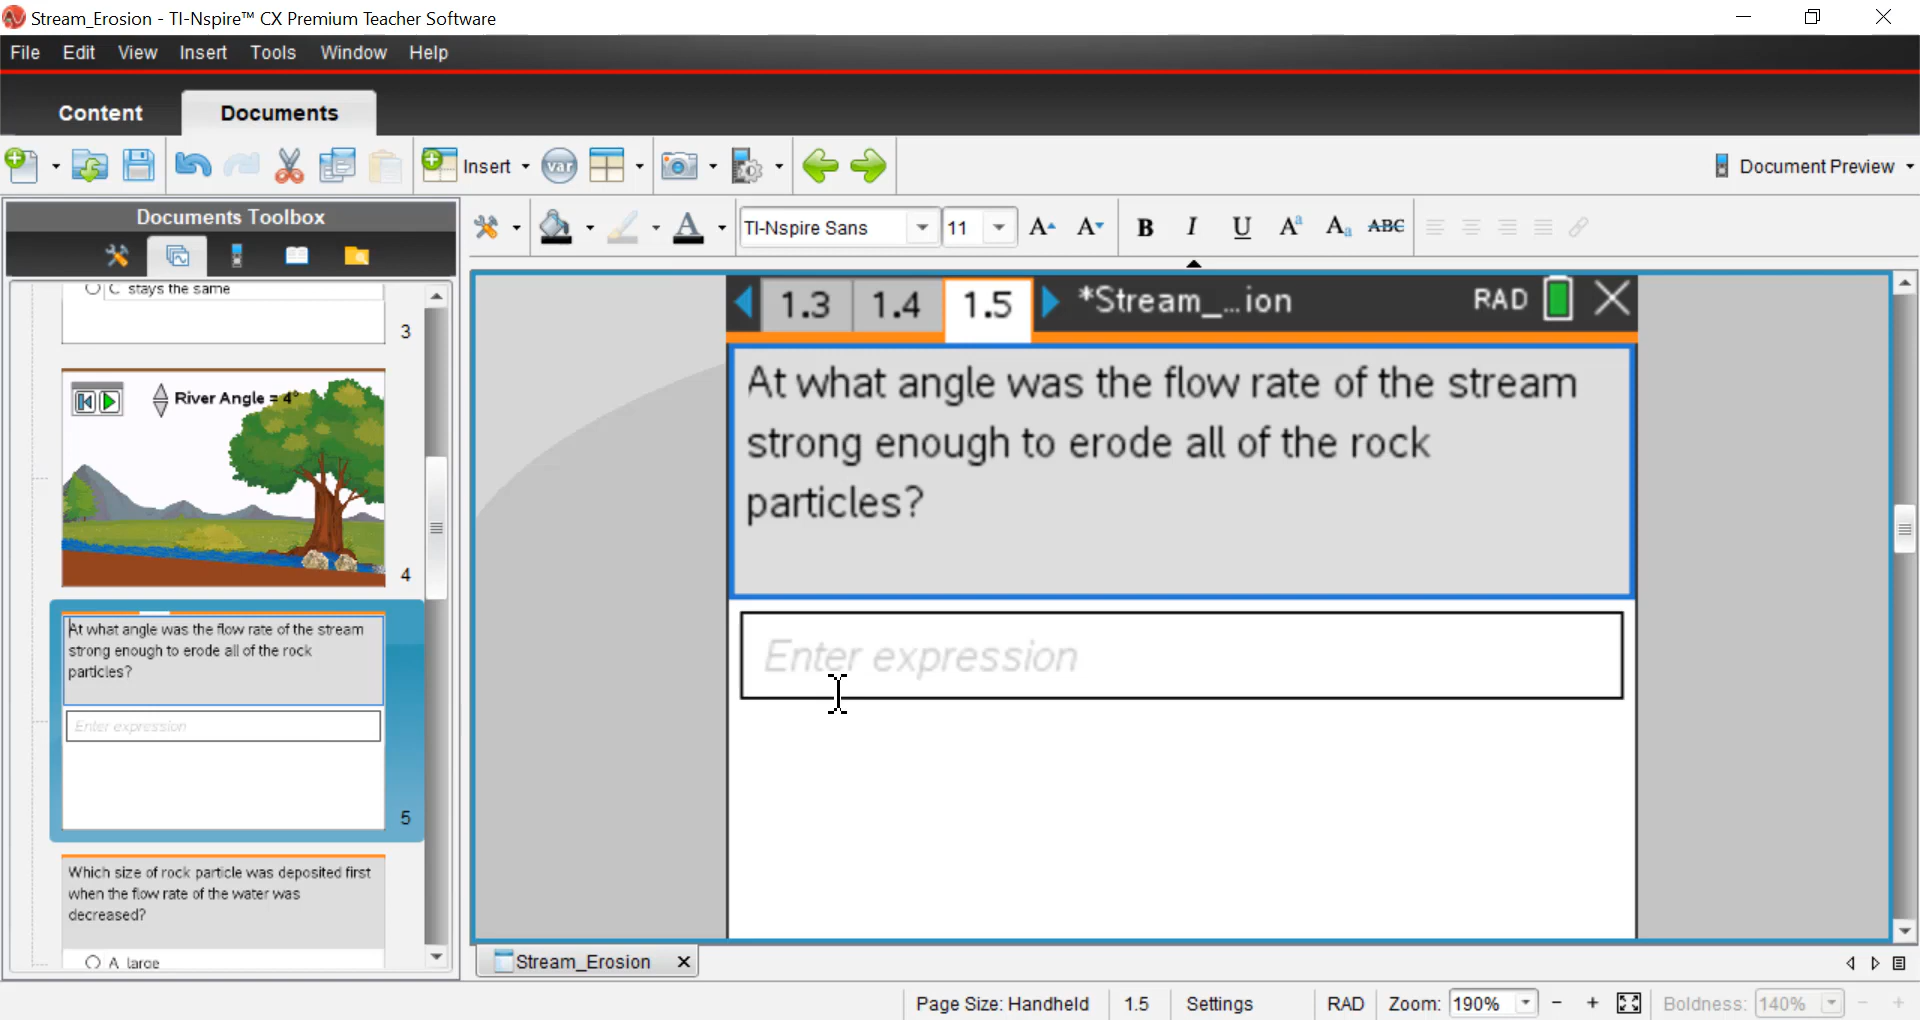 Stream_Erosion - TI-Nspire™ CX Premium Teacher Software
File Edit View Insert Tools Window Help
Content Documents
Insert var Document Preview
Documents Toolbox
TI-Nspire Sans 11 A A B I U Aa Aa ABC
C stays the same
3
River Angle = 4°
4
At what angle was the flow rate of the stream
strong enough to erode all of the rock
particles?
Enter expression
5
Which size of rock particle was deposited first
when the flow rate of the water was
decreased?
A large
1.3 1.4 1.5 *Stream_...ion RAD
At what angle was the flow rate of the stream
strong enough to erode all of the rock
particles?
Enter expression
Stream_Erosion
Page Size: Handheld 1.5 Settings RAD Zoom: 190% - + Boldness: 140% - +